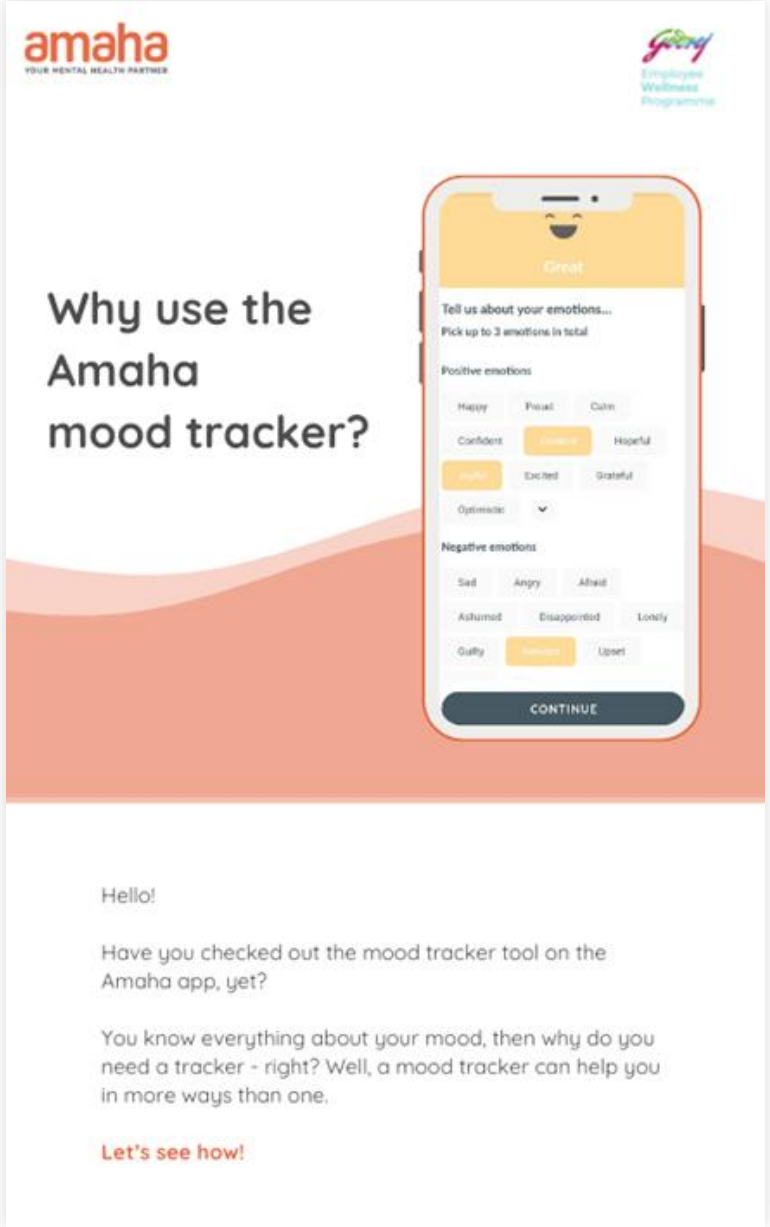 amaha
YOUR MENTAL HEALTH PARTNER
Godrej
Employee
Wellness
Programme
Why use the
Amaha
mood tracker?
Great
Tell us about your emotions...
Pick up to 3 emotions in total
Positive emotions
Happy Proud Calm
Confident Hopeful
Joyful Excited Grateful
Optimistic
Negative emotions
Sad Angry Afraid
Ashamed Disappointed Lonely
Guilty Upset
CONTINUE
Hello!
Have you checked out the mood tracker tool on the
Amaha app, yet?
You know everything about your mood, then why do you
need a tracker - right? Well, a mood tracker can help you
in more ways than one.
Let's see how!